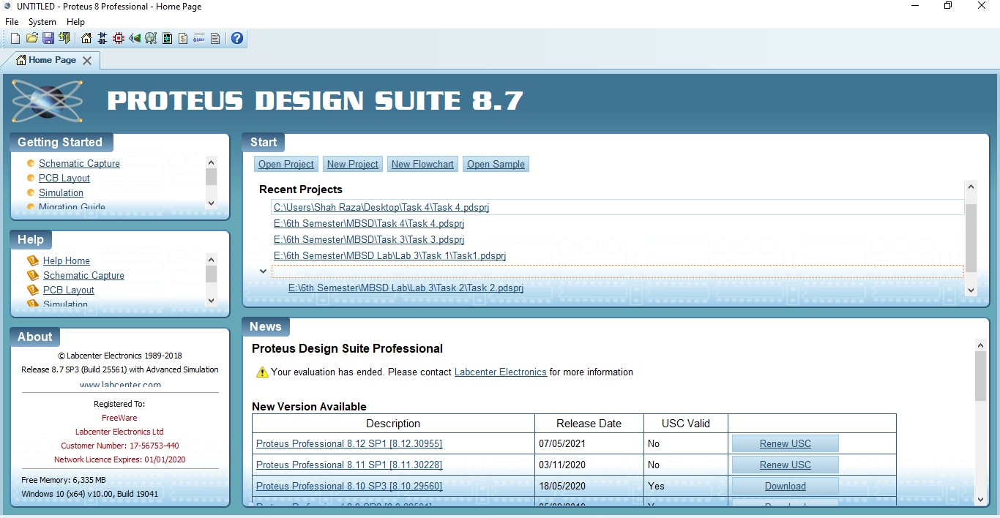 UNTITLED - Proteus 8 Professional - Home Page
File System Help
Home Page
PROTEUS DESIGN SUITE 8.7
Getting Started
Schematic Capture
PCB Layout
Simulation
Migration Guide
Help
Help Home
Schematic Capture
PCB Layout
Simulation
About
© Labcenter Electronics 1989-2018
Release 8.7 SP3 (Build 25561) with Advanced Simulation
www.labcenter.com
Registered To:
FreeWare
Labcenter Electronics Ltd
Customer Number: 17-56753-440
Network Licence Expires: 01/01/2020
Free Memory: 6,335 MB
Windows 10 (x64) v10.00, Build 19041
Start
Open Project New Project New Flowchart Open Sample
Recent Projects
C:\Users\Shah Raza\Desktop\Task 4\Task 4.pdsprj
E:\6th Semester\MBSD\Task 4\Task 4.pdsprj
E:\6th Semester\MBSD\Task 3\Task 3.pdsprj
E:\6th Semester\MBSD Lab\Lab 3\Task 1\Task1.pdsprj
E:\6th Semester\MBSD Lab\Lab 3\Task 2\Task 2.pdsprj
News
Proteus Design Suite Professional
Your evaluation has ended. Please contact Labcenter Electronics for more information
New Version Available
Description Release Date USC Valid
Proteus Professional 8.12 SP1 [8.12.30955] 07/05/2021 No Renew USC
Proteus Professional 8.11 SP1 [8.11.30228] 03/11/2020 No Renew USC
Proteus Professional 8.10 SP3 [8.10.29560] 18/05/2020 Yes Download